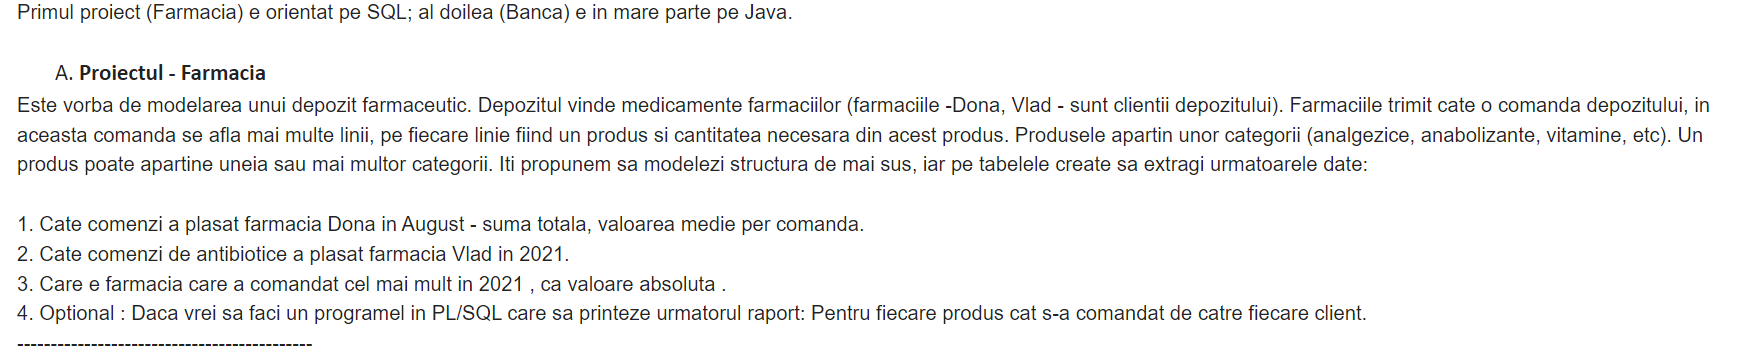 Primul proiect (Farmacia) e orientat pe SQL; al doilea (Banca) e in mare parte pe Java.
A. Proiectul - Farmacia
Este vorba de modelarea unui depozit farmaceutic. Depozitul vinde medicamente farmaciilor (farmaciile -Dona, Vlad - sunt clientii depozitului). Farmaciile trimit cate o comanda depozitului, in
aceasta comanda se afla mai multe linii, pe fiecare linie fiind un produs si cantitatea necesara din acest produs. Produsele apartin unor categorii (analgezice, anabolizante, vitamine, etc). Un
produs poate apartine uneia sau mai multor categorii. Iti propunem sa modelezi structura de mai sus, iar pe tabelele create sa extragi urmatoarele date:
1. Cate comenzi a plasat farmacia Dona in August - suma totala, valoarea medie per comanda.
2. Cate comenzi de antibiotice a plasat farmacia Vlad in 2021.
3. Care e farmacia care a comandat cel mai mult in 2021 , ca valoare absoluta .
4. Optional : Daca vrei sa faci un programel in PL/SQL care sa printeze urmatorul raport: Pentru fiecare produs cat s-a comandat de catre fiecare client.
--------------------------------------------